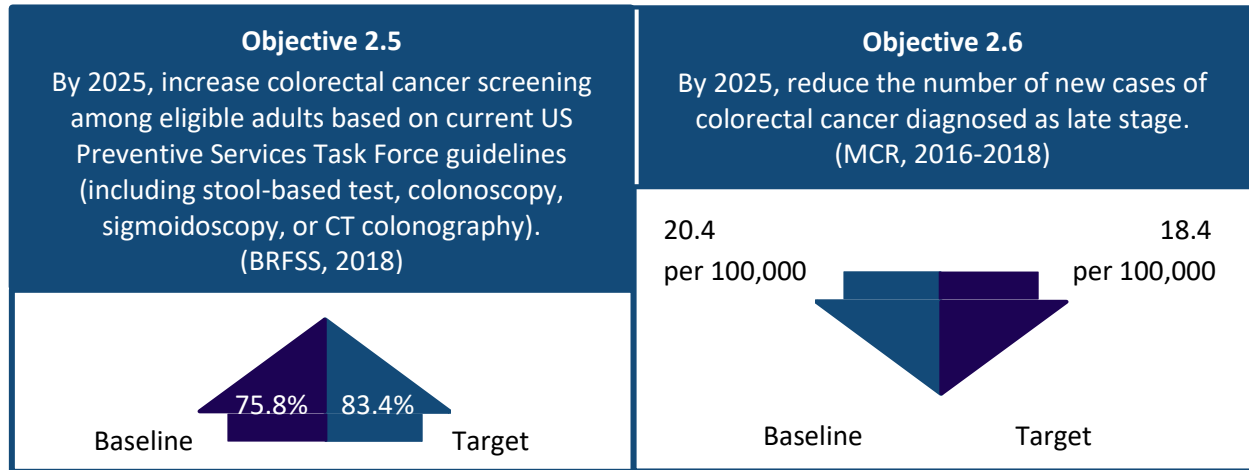 Objective 2.5
By 2025, increase colorectal cancer screening
among eligible adults based on current US
Preventive Services Task Force guidelines
(including stool-based test, colonoscopy,
sigmoidoscopy, or CT colonography).
(BRFSS, 2018)
75.8% 83.4%
Baseline Target
Objective 2.6
By 2025, reduce the number of new cases of
colorectal cancer diagnosed as late stage.
(MCR, 2016-2018)
20.4 18.4
per 100,000 per 100,000
Baseline Target